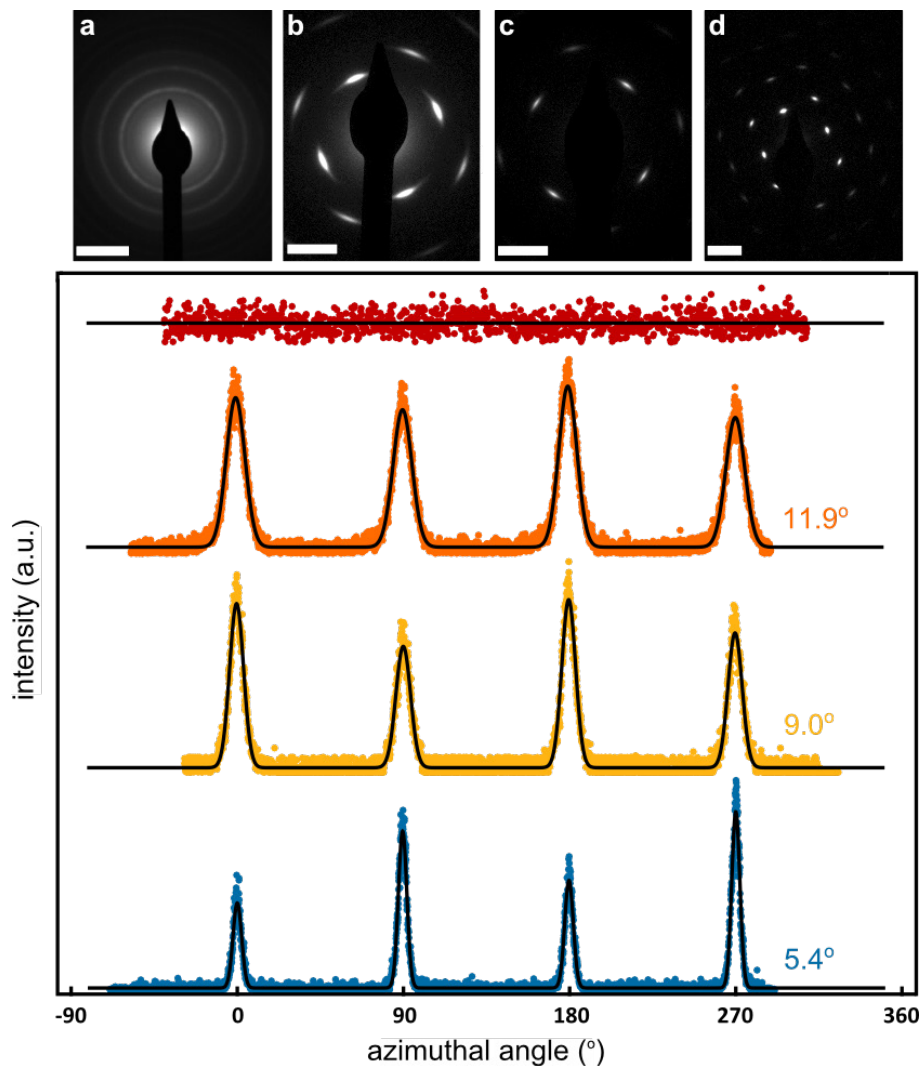 a b c d
11.9°
9.0°
5.4°
intensity (a.u.)
-90 0 90 180 270 360
azimuthal angle (°)